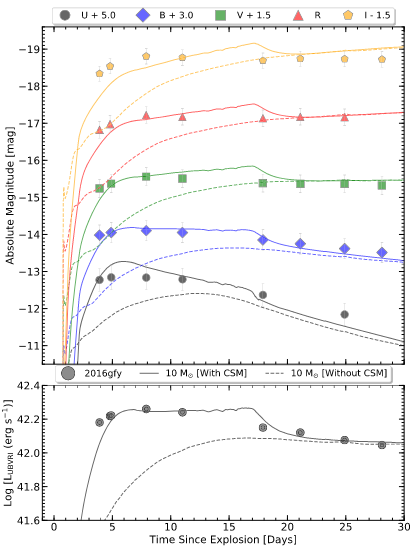 U + 5.0 B + 3.0 V + 1.5 R I - 1.5
−19
−18
−17
−16
−15
−14
−13
−12
−11
Absolute Magnitude [mag]
2016gfy 10 M⊙ [With CSM] 10 M⊙ [Without CSM]
42.4
42.2
42.0
41.8
41.6
Log [L_UBVRI (erg s⁻¹)]
0 5 10 15 20 25 30
Time Since Explosion [Days]